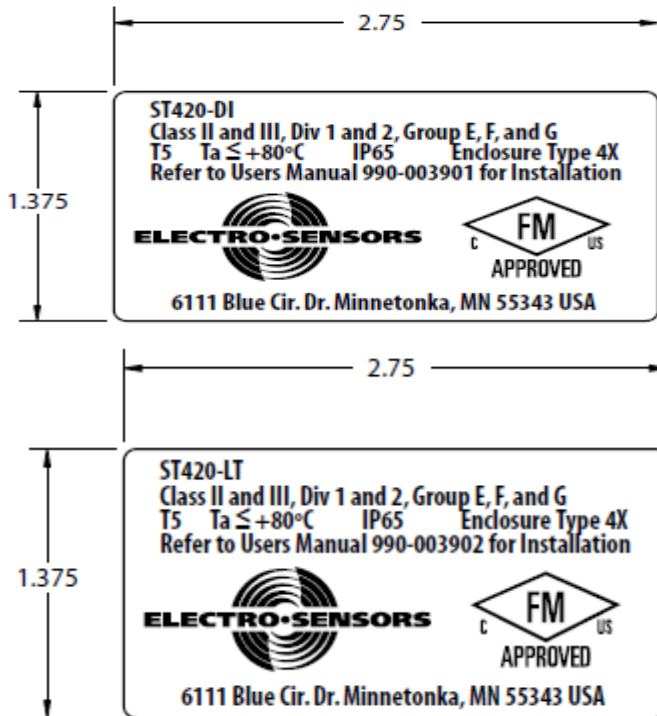 2.75
1.375
ST420-DI
Class II and III, Div 1 and 2, Group E, F, and G
T5 Ta ≤ +80°C IP65 Enclosure Type 4X
Refer to Users Manual 990-003901 for Installation
ELECTRO•SENSORS
C FM US
APPROVED
6111 Blue Cir. Dr. Minnetonka, MN 55343 USA
2.75
1.375
ST420-LT
Class II and III, Div 1 and 2, Group E, F, and G
T5 Ta ≤ +80°C IP65 Enclosure Type 4X
Refer to Users Manual 990-003902 for Installation
ELECTRO•SENSORS
C FM US
APPROVED
6111 Blue Cir. Dr. Minnetonka, MN 55343 USA